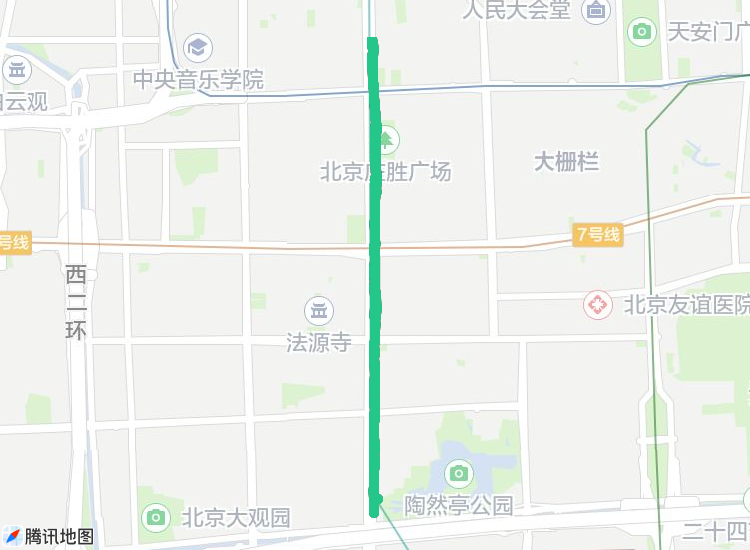 人民大会堂
天安门广
中央音乐学院
白云观
北京庄胜广场
大栅栏
7号线
号线
西二环
北京友谊医院
法源寺
陶然亭公园
北京大观园
二十四
腾讯地图